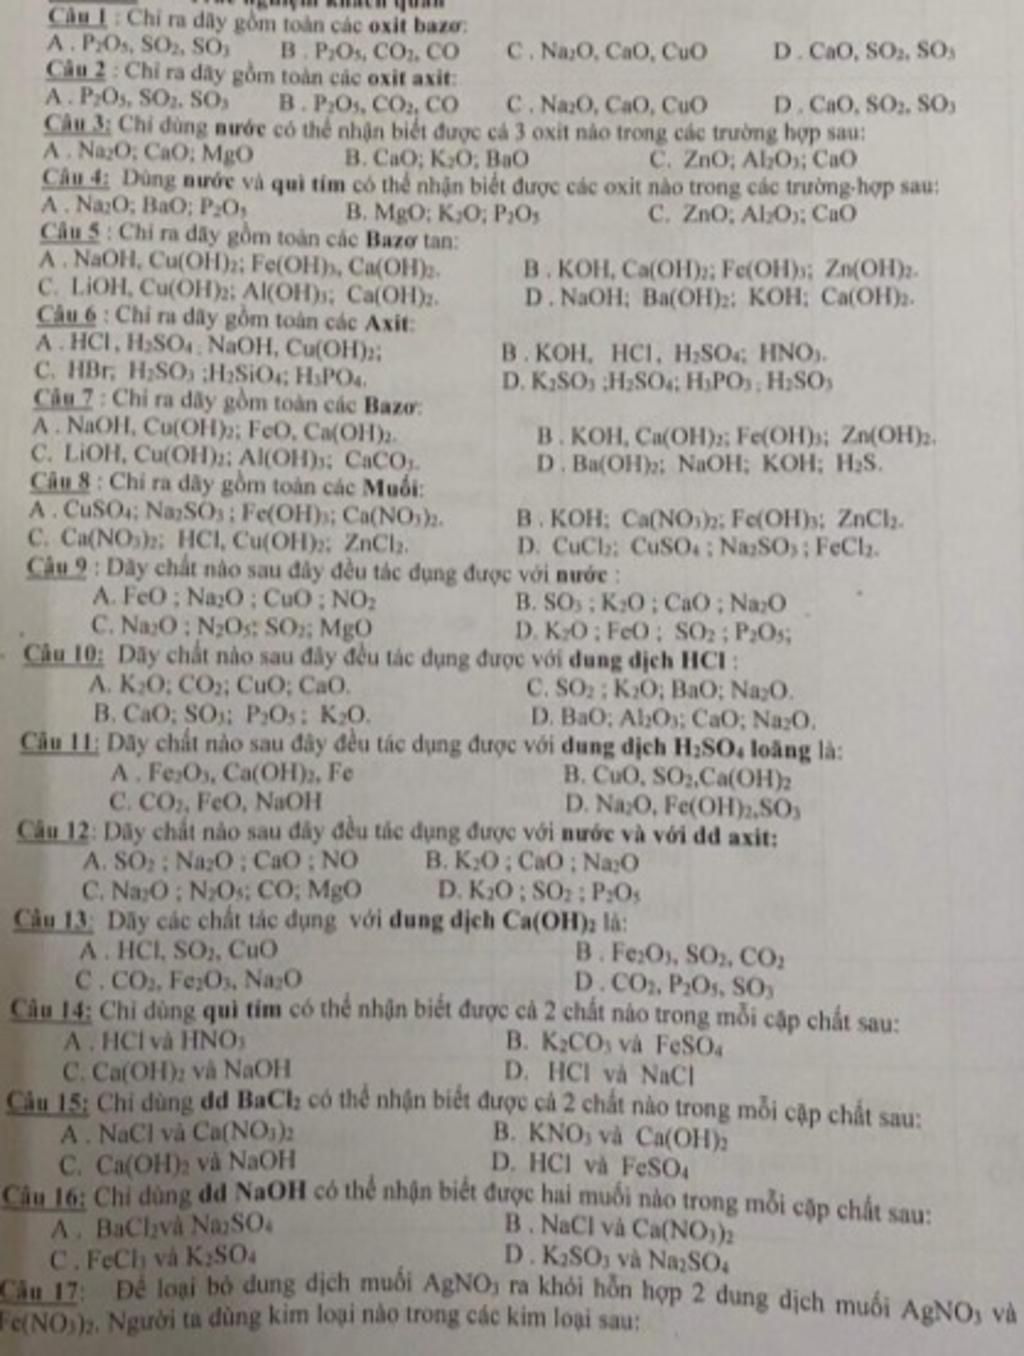 Trắc nghiệm khách quan
Câu 1 : Chỉ ra dãy gồm toàn các oxit bazơ:
A . P₂O₅, SO₂, SO₃ B . P₂O₅, CO₂, CO C . Na₂O, CaO, CuO D . CaO, SO₂, SO₃
Câu 2 : Chỉ ra dãy gồm toàn các oxit axit:
A . P₂O₅, SO₂, SO₃ B . P₂O₅, CO₂, CO C . Na₂O, CaO, CuO D . CaO, SO₂, SO₃
Câu 3: Chỉ dùng nước có thể nhận biết được cả 3 oxit nào trong các trường hợp sau:
A . Na₂O; CaO; MgO B. CaO; K₂O; BaO C. ZnO; Al₂O₃; CaO
Câu 4: Dùng nước và quì tím có thể nhận biết được các oxit nào trong các trường hợp sau:
A . Na₂O; BaO; P₂O₅ B. MgO; K₂O; P₂O₅ C. ZnO; Al₂O₃; CaO
Câu 5 : Chỉ ra dãy gồm toàn các Bazơ tan:
A . NaOH, Cu(OH)₂; Fe(OH)₃, Ca(OH)₂. B . KOH, Ca(OH)₂; Fe(OH)₃; Zn(OH)₂.
C. LiOH, Cu(OH)₂; Al(OH)₃; Ca(OH)₂. D . NaOH; Ba(OH)₂; KOH; Ca(OH)₂.
Câu 6 : Chỉ ra dãy gồm toàn các Axit:
A . HCl, H₂SO₄; NaOH, Cu(OH)₂; B . KOH, HCl, H₂SO₄; HNO₃.
C. HBr; H₂SO₃ ;H₂SiO₄; H₃PO₄. D. K₂SO₃ ;H₂SO₄; H₃PO₃ ; H₂SO₃
Câu 7 : Chỉ ra dãy gồm toàn các Bazơ:
A . NaOH, Cu(OH)₂; FeO, Ca(OH)₂. B . KOH, Ca(OH)₂; Fe(OH)₃; Zn(OH)₂.
C. LiOH, Cu(OH)₂; Al(OH)₃; CaCO₃. D . Ba(OH)₂; NaOH; KOH; H₂S.
Câu 8 : Chỉ ra dãy gồm toàn các Muối:
A . CuSO₄; Na₂SO₃ ; Fe(OH)₃; Ca(NO₃)₂. B . KOH; Ca(NO₃)₂; Fe(OH)₃; ZnCl₂.
C. Ca(NO₃)₂; HCl, Cu(OH)₂; ZnCl₂. D. CuCl₂; CuSO₄ ; Na₂SO₃ ; FeCl₂.
Câu 9 : Dãy chất nào sau đây đều tác dụng được với nước :
A. FeO ; Na₂O ; CuO ; NO₂ B. SO₃ ; K₂O ; CaO ; Na₂O
C. Na₂O ; N₂O₅; SO₂; MgO D. K₂O ; FeO ; SO₂ ; P₂O₅;
Câu 10: Dãy chất nào sau đây đều tác dụng được với dung dịch HCl :
A. K₂O; CO₂; CuO; CaO. C. SO₂ ; K₂O; BaO; Na₂O.
B. CaO; SO₃; P₂O₅ ; K₂O. D. BaO; Al₂O₃; CaO; Na₂O.
Câu 11: Dãy chất nào sau đây đều tác dụng được với dung dịch H₂SO₄ loãng là:
A . Fe₂O₃, Ca(OH)₂, Fe B. CuO, SO₂,Ca(OH)₂
C. CO₂, FeO, NaOH D. Na₂O, Fe(OH)₂,SO₃
Câu 12: Dãy chất nào sau đây đều tác dụng được với nước và với dd axit:
A. SO₂ ; Na₂O ; CaO ; NO B. K₂O ; CaO ; Na₂O
C. Na₂O ; N₂O₅; CO; MgO D. K₂O ; SO₂ ; P₂O₅
Câu 13: Dãy các chất tác dụng với dung dịch Ca(OH)₂ là:
A . HCl, SO₂, CuO B . Fe₂O₃, SO₂, CO₂
C . CO₂, Fe₂O₃, Na₂O D . CO₂, P₂O₅, SO₃
Câu 14: Chỉ dùng quì tím có thể nhận biết được cả 2 chất nào trong mỗi cặp chất sau:
A . HCl và HNO₃ B. K₂CO₃ và FeSO₄
C. Ca(OH)₂ và NaOH D. HCl và NaCl
Câu 15: Chỉ dùng dd BaCl₂ có thể nhận biết được cả 2 chất nào trong mỗi cặp chất sau:
A . NaCl và Ca(NO₃)₂ B. KNO₃ và Ca(OH)₂
C. Ca(OH)₂ và NaOH D. HCl và FeSO₄
Câu 16: Chỉ dùng dd NaOH có thể nhận biết được hai muối nào trong mỗi cặp chất sau:
A . BaCl₂và Na₂SO₄ B . NaCl và Ca(NO₃)₂
C . FeCl₃ và K₂SO₄ D . K₂SO₃ và Na₂SO₄
Câu 17: Để loại bỏ dung dịch muối AgNO₃ ra khỏi hỗn hợp 2 dung dịch muối AgNO₃ và
Fe(NO₃)₂. Người ta dùng kim loại nào trong các kim loại sau: